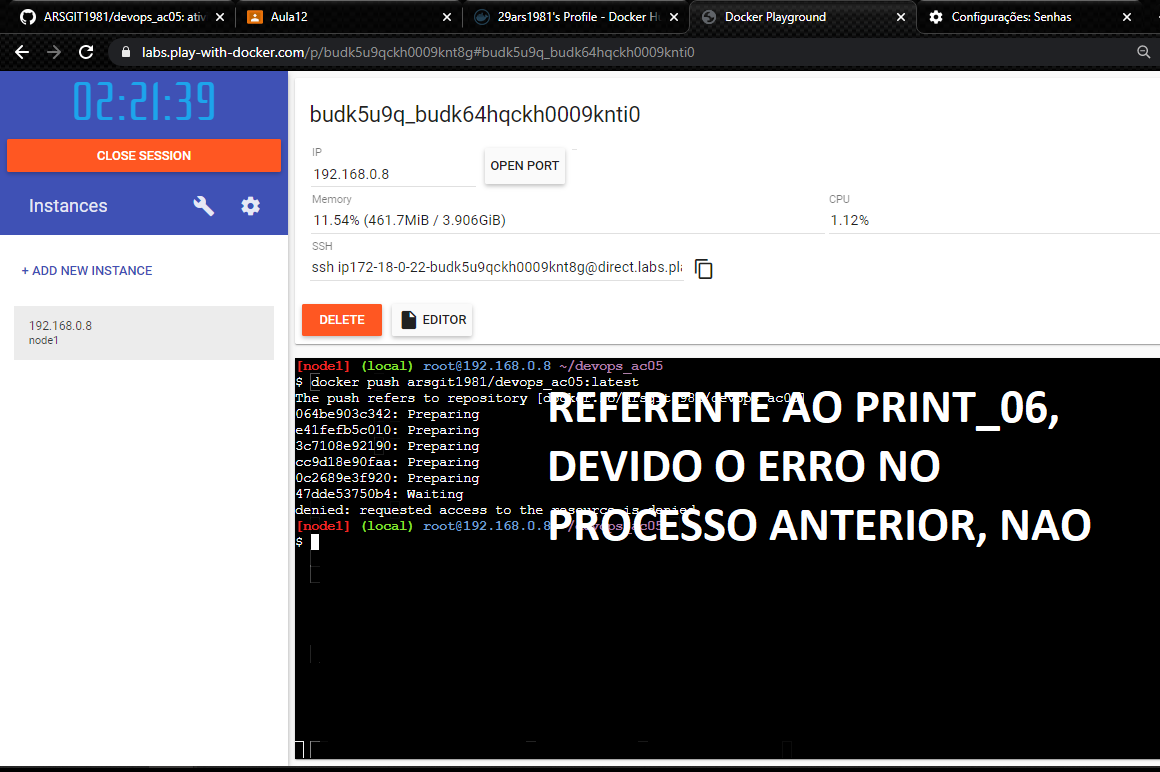 ARSGIT1981/devops_ac05: ativ
Aula12
29ars1981's Profile - Docker Hu
Docker Playground
Configurações: Senhas
labs.play-with-docker.com/p/budk5u9qckh0009knt8g#budk5u9q_budk64hqckh0009knti0
02:21:39
CLOSE SESSION
Instances
+ ADD NEW INSTANCE
192.168.0.8
node1
budk5u9q_budk64hqckh0009knti0
IP
192.168.0.8
OPEN PORT
Memory
11.54% (461.7MiB / 3.906GiB)
CPU
1.12%
SSH
ssh ip172-18-0-22-budk5u9qckh0009knt8g@direct.labs.pla
DELETE
EDITOR
[node1] (local) root@192.168.0.8 ~/devops_ac05
$ docker push arsgit1981/devops_ac05:latest
The push refers to repository [docker.io/arsgit1981/devops_ac05]
064be903c342: Preparing
e41fefb5c010: Preparing
3c7108e92190: Preparing
cc9d18e90faa: Preparing
0c2689e3f920: Preparing
47dde53750b4: Waiting
denied: requested access to the resource is denied
[node1] (local) root@192.168.0.8 ~/devops_ac05
$
REFERENTE AO PRINT_06,
DEVIDO O ERRO NO
PROCESSO ANTERIOR, NAO